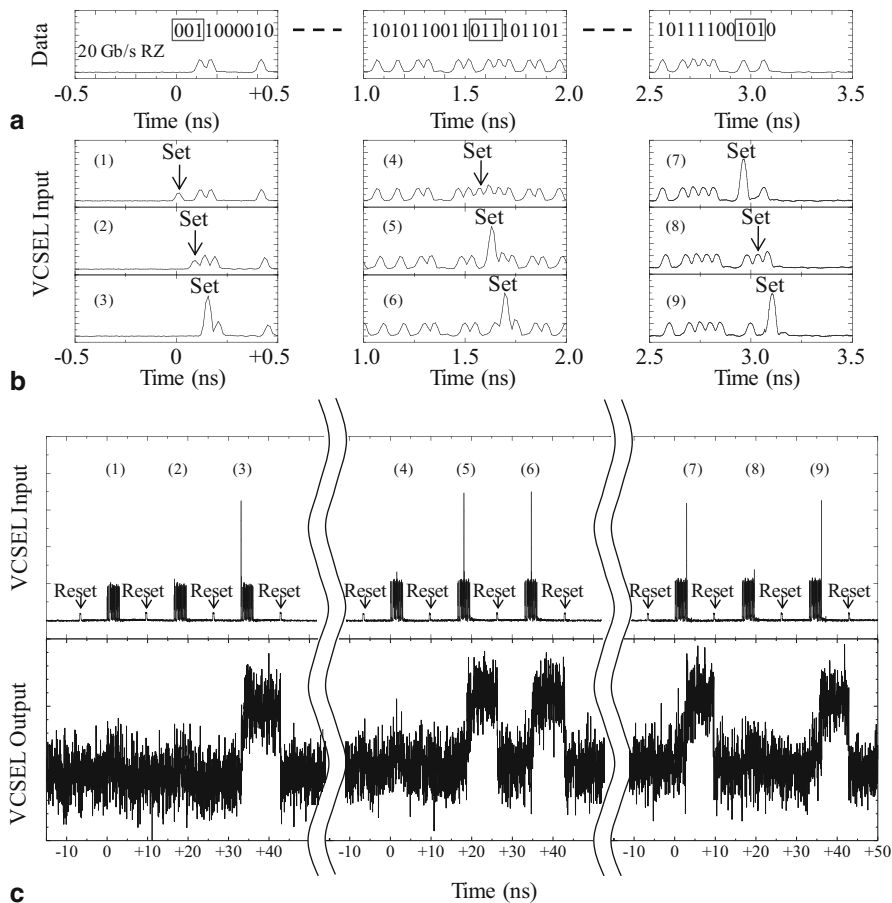 Data
0011000010
1010110011011101101
101111001010
20 Gb/s RZ
-0.5 0 +0.5
1.0 1.5 2.0
2.5 3.0 3.5
Time (ns) Time (ns) Time (ns)
a
VCSEL Input
(1) Set
(2) Set
(3) Set
(4) Set
(5) Set
(6) Set
(7) Set
(8) Set
(9) Set
-0.5 0 +0.5
1.0 1.5 2.0
2.5 3.0 3.5
Time (ns) Time (ns) Time (ns)
b
VCSEL Input
(1) (2) (3) (4) (5) (6) (7) (8) (9)
Reset Reset Reset Reset Reset Reset Reset Reset Reset Reset Reset Reset
VCSEL Output
-10 0 +10 +20 +30 +40 -10 0 +10 +20 +30 +40 -10 0 +10 +20 +30 +40 +50
Time (ns)
c